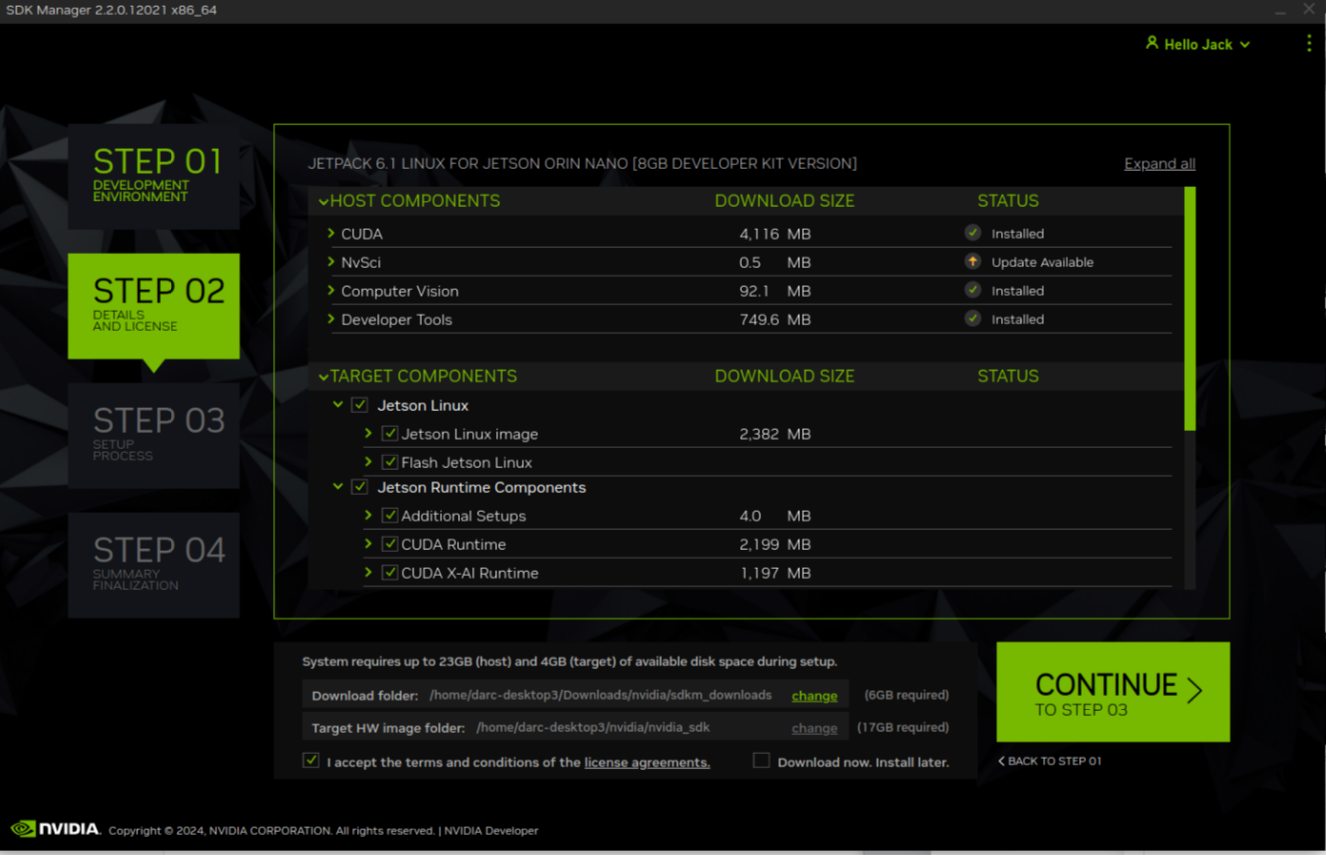 SDK Manager 2.2.0.12021 x86_64
Hello Jack
STEP 01
DEVELOPMENT
ENVIRONMENT
STEP 02
DETAILS
AND LICENSE
STEP 03
SETUP
PROCESS
STEP 04
SUMMARY
FINALIZATION
JETPACK 6.1 LINUX FOR JETSON ORIN NANO [8GB DEVELOPER KIT VERSION] Expand all
HOST COMPONENTS DOWNLOAD SIZE STATUS
CUDA 4,116 MB Installed
NvSci 0.5 MB Update Available
Computer Vision 92.1 MB Installed
Developer Tools 749.6 MB Installed
TARGET COMPONENTS DOWNLOAD SIZE STATUS
Jetson Linux
Jetson Linux image 2,382 MB
Flash Jetson Linux
Jetson Runtime Components
Additional Setups 4.0 MB
CUDA Runtime 2,199 MB
CUDA X-AI Runtime 1,197 MB
System requires up to 23GB (host) and 4GB (target) of available disk space during setup.
Download folder: /home/darc-desktop3/Downloads/nvidia/sdkm_downloads change (6GB required)
Target HW image folder: /home/darc-desktop3/nvidia/nvidia_sdk change (17GB required)
I accept the terms and conditions of the license agreements. Download now. Install later.
CONTINUE
TO STEP 03
BACK TO STEP 01
NVIDIA. Copyright © 2024, NVIDIA CORPORATION. All rights reserved. | NVIDIA Developer